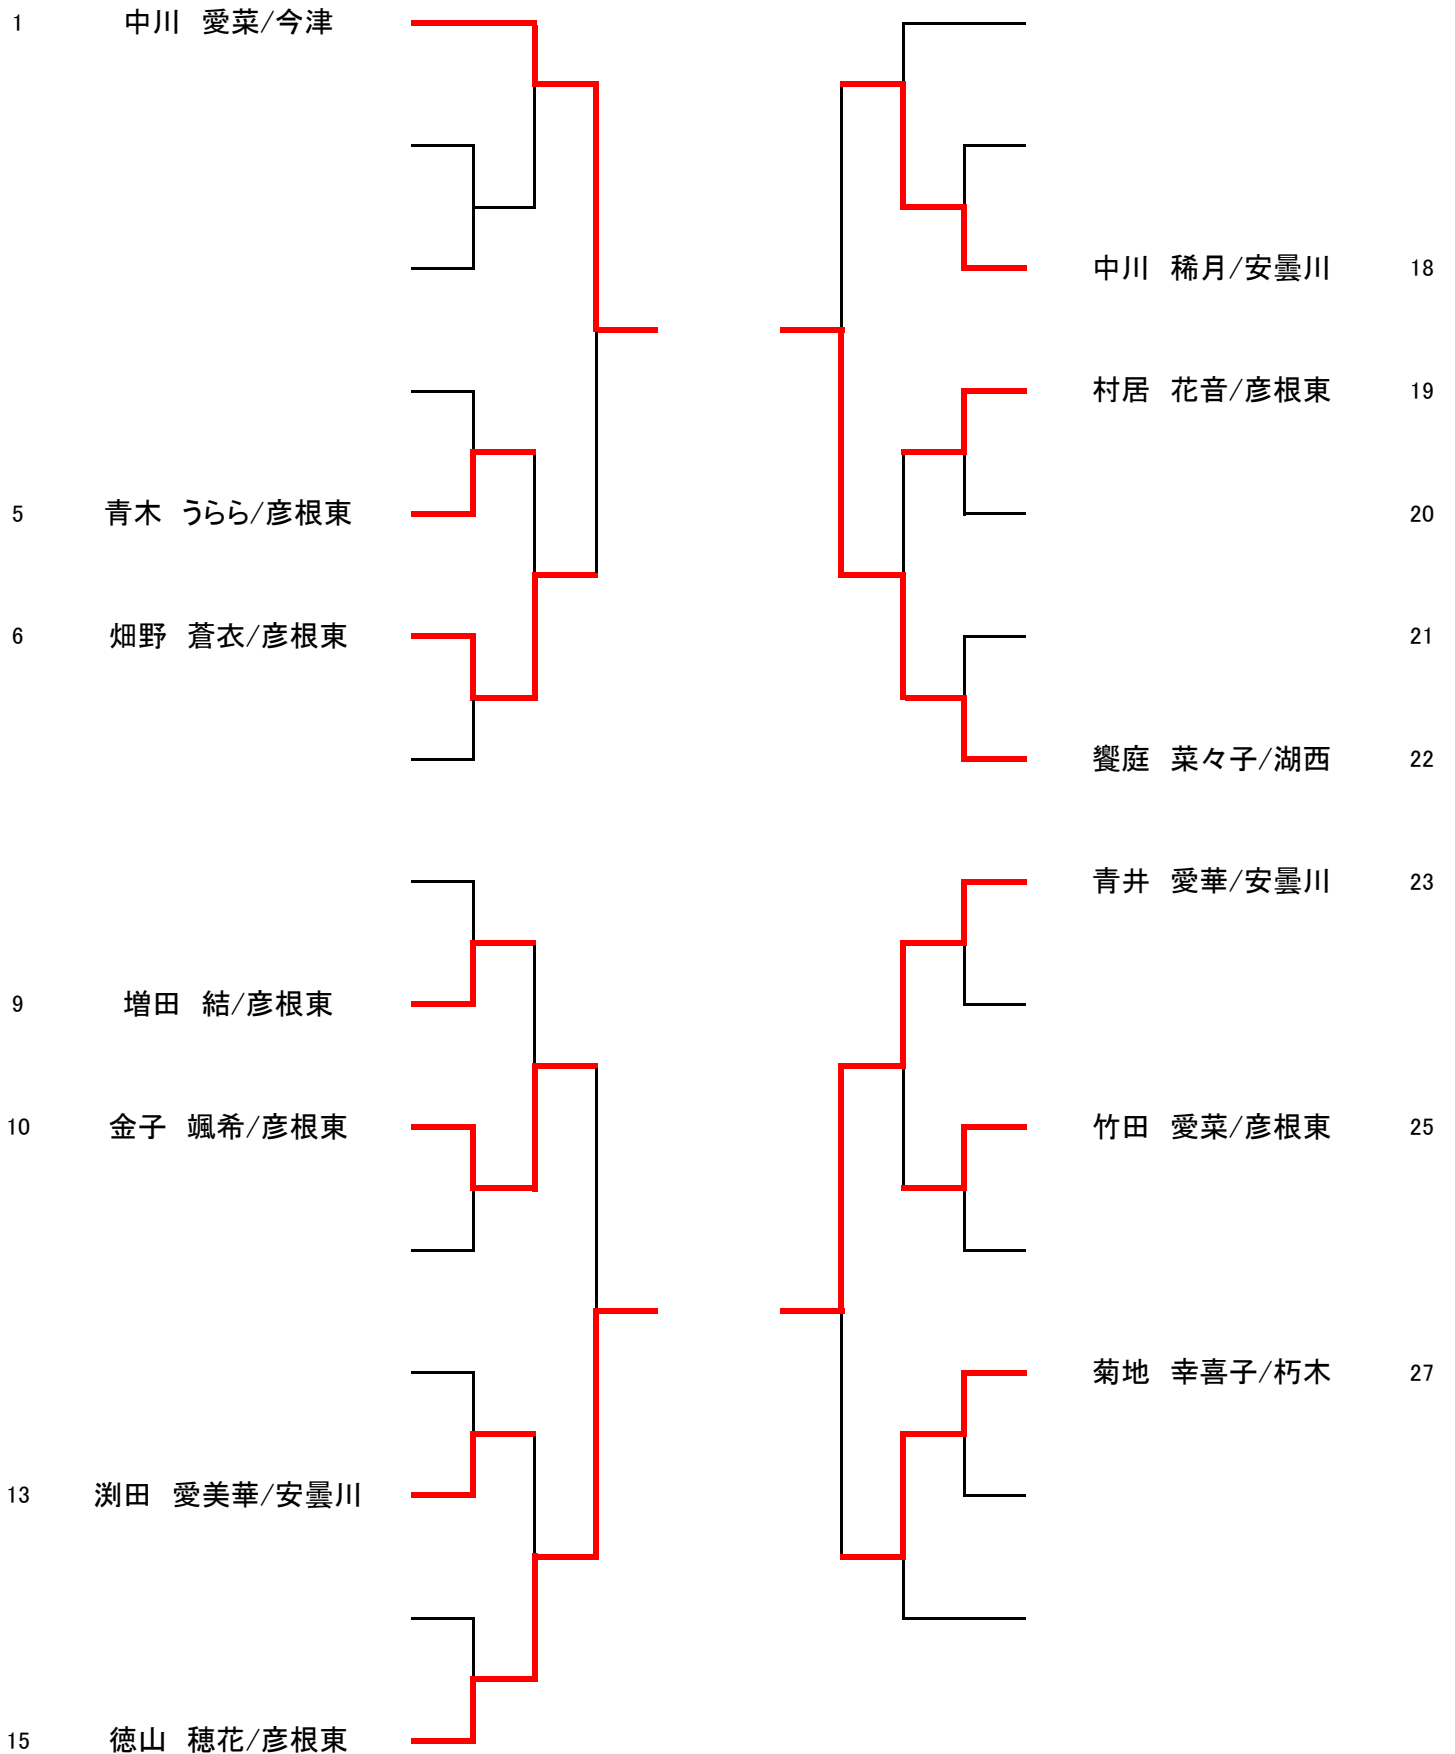 1 中川 愛菜/今津
中川 稀月/安曇川 18
村居 花音/彦根東 19
5 青木 うらら/彦根東
20
6 畑野 蒼衣/彦根東
21
饗庭 菜々子/湖西 22
青井 愛華/安曇川 23
9 増田 結/彦根東
10 金子 颯希/彦根東
竹田 愛菜/彦根東 25
菊地 幸喜子/朽木 27
13 渕田 愛美華/安曇川
15 徳山 穂花/彦根東